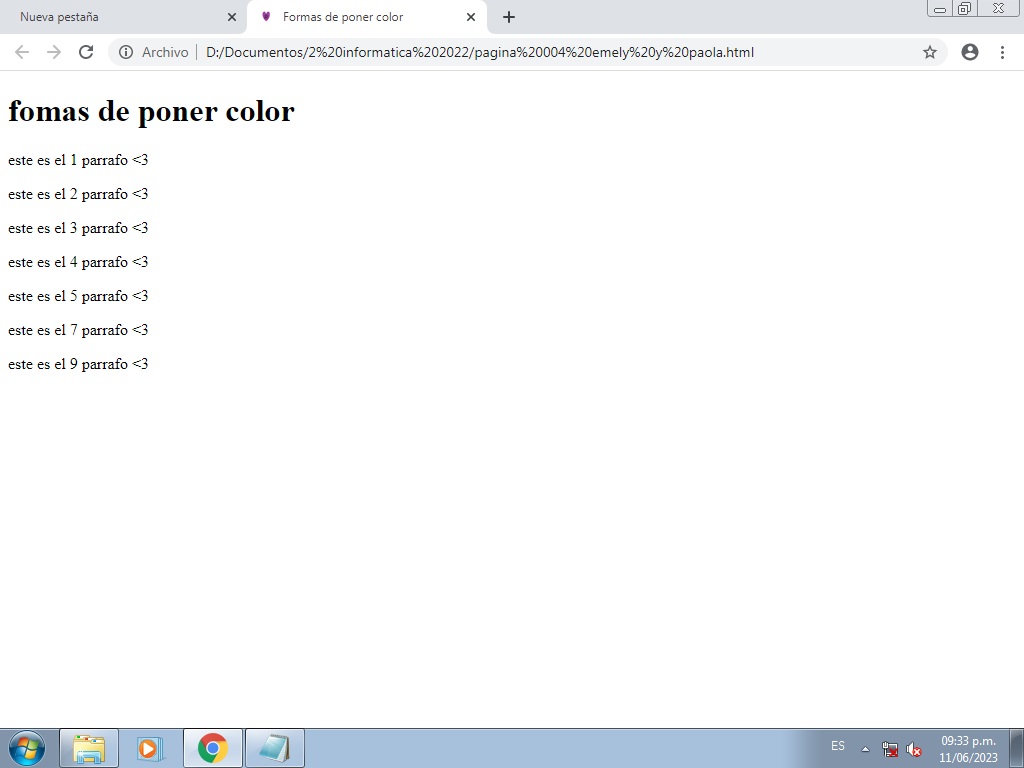 Nueva pestaña
Formas de poner color
Archivo
D:/Documentos/2%20informatica%202022/pagina%20004%20emely%20y%20paola.html
fomas de poner color
este es el 1 parrafo <3
este es el 2 parrafo <3
este es el 3 parrafo <3
este es el 4 parrafo <3
este es el 5 parrafo <3
este es el 7 parrafo <3
este es el 9 parrafo <3
ES
09:33 p.m.
11/06/2023